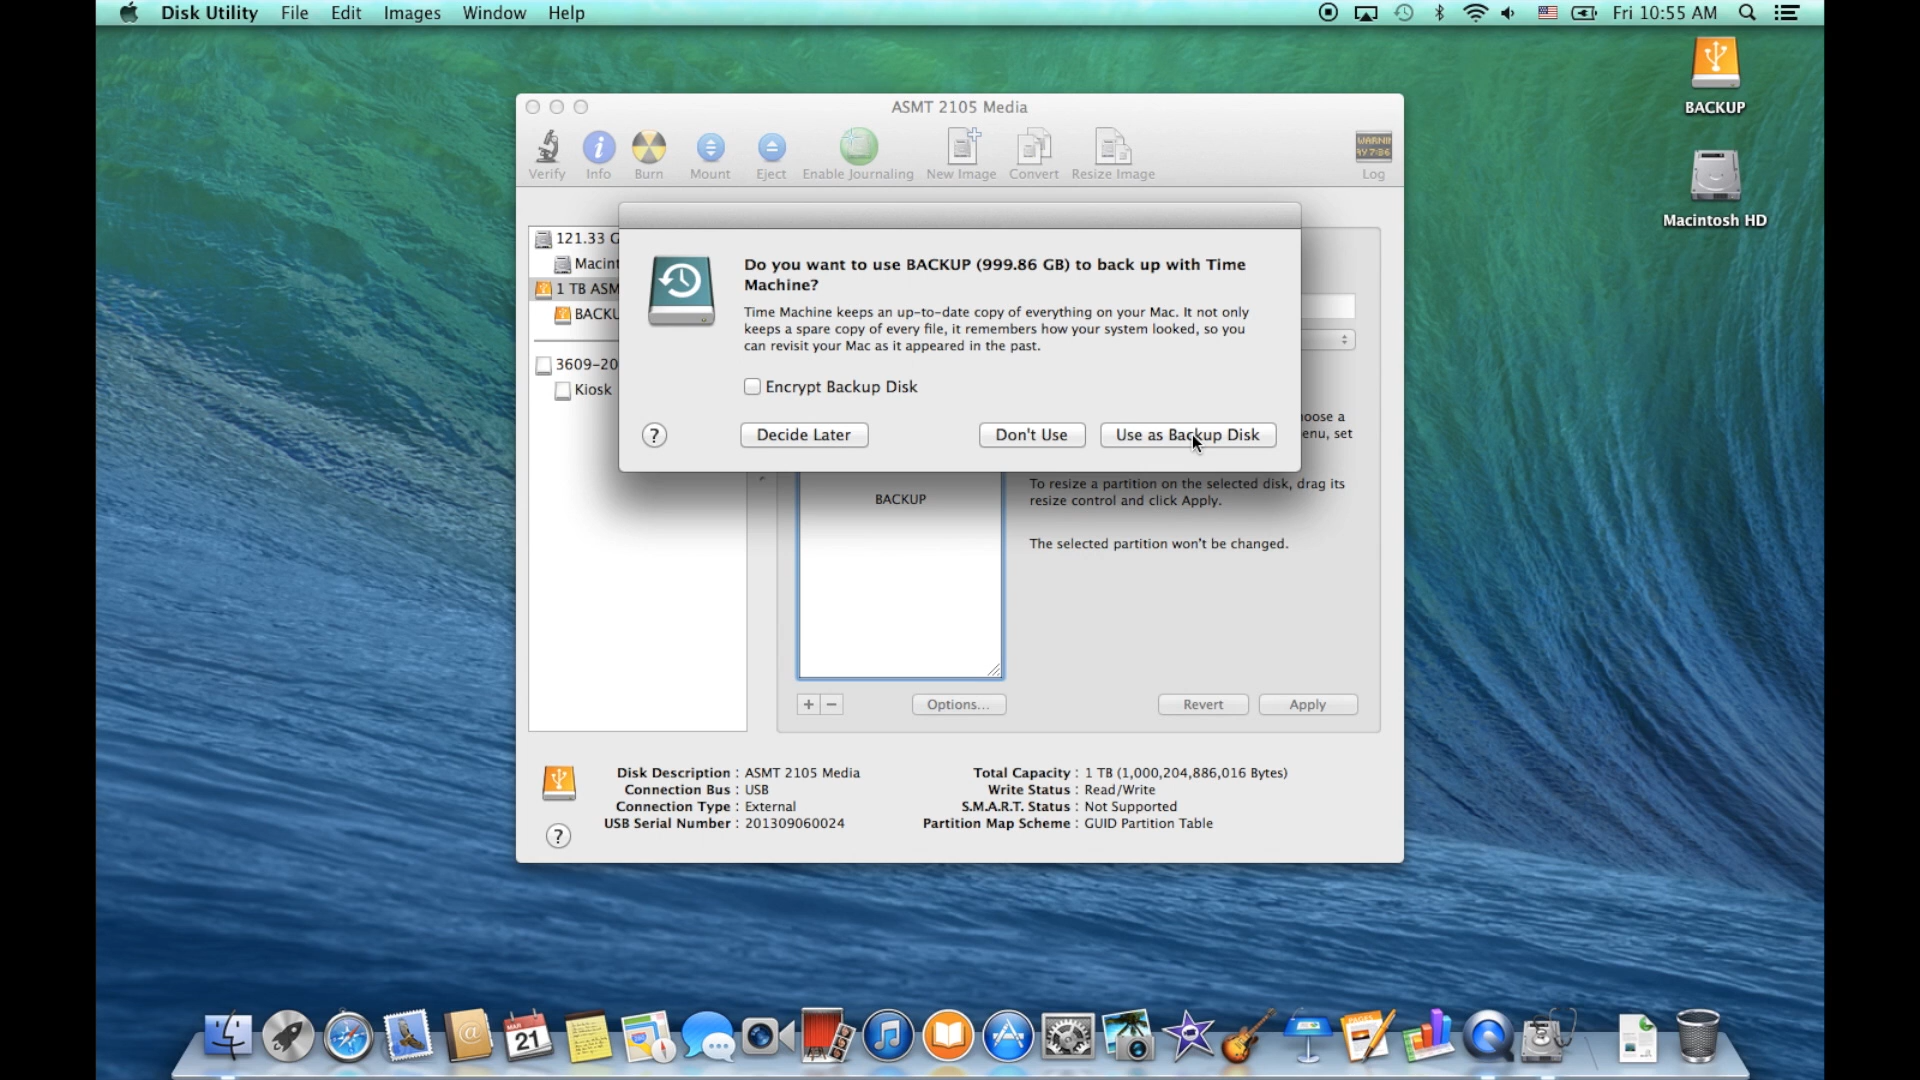 Disk Utility File Edit Images Window Help
Fri 10:55 AM
BACKUP
Macintosh HD
ASMT 2105 Media
Verify Info Burn Mount Eject Enable Journaling New Image Convert Resize Image Log
121.33 G
Macint
1 TB ASM
BACKU
3609-20
Kiosk
Do you want to use BACKUP (999.86 GB) to back up with Time
Machine?
Time Machine keeps an up-to-date copy of everything on your Mac. It not only
keeps a spare copy of every file, it remembers how your system looked, so you
can revisit your Mac as it appeared in the past.
Encrypt Backup Disk
? Decide Later Don't Use Use as Backup Disk
oose a
enu, set
BACKUP
To resize a partition on the selected disk, drag its
resize control and click Apply.
The selected partition won't be changed.
+ − Options... Revert Apply
Disk Description : ASMT 2105 Media
Connection Bus : USB
Connection Type : External
USB Serial Number : 201309060024
Total Capacity : 1 TB (1,000,204,886,016 Bytes)
Write Status : Read/Write
S.M.A.R.T. Status : Not Supported
Partition Map Scheme : GUID Partition Table
?
MAR
21
PAGES